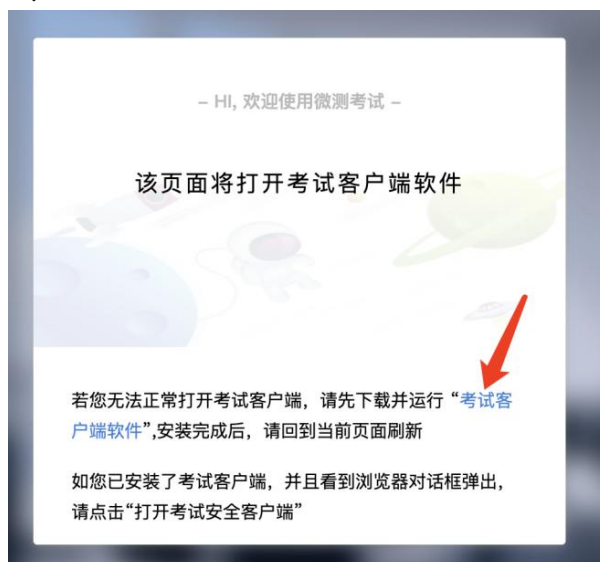 – HI, 欢迎使用微测考试 –
该页面将打开考试客户端软件
若您无法正常打开考试客户端，请先下载并运行 “考试客
户端软件”,安装完成后，请回到当前页面刷新
如您已安装了考试客户端，并且看到浏览器对话框弹出，
请点击“打开考试安全客户端”